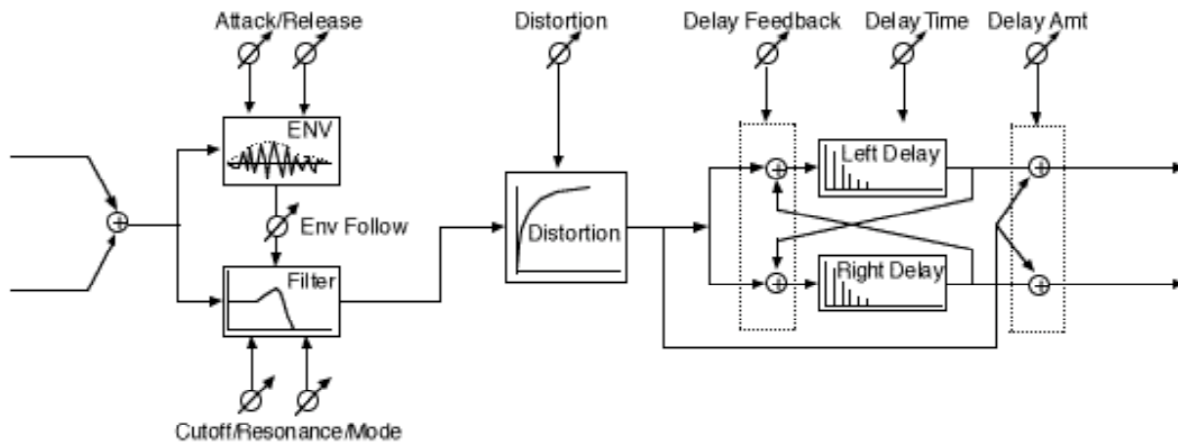 Attack/Release
Distortion
Delay Feedback
Delay Time
Delay Amt
ENV
Left Delay
Env Follow
Distortion
Filter
Right Delay
Cutoff/Resonance/Mode